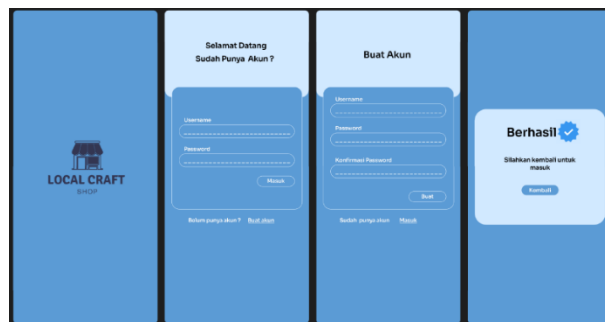 LOCAL CRAFT
SHOP
Selamat Datang
Sudah Punya Akun ?
Username
Password
Masuk
Belum punya akun ? Buat akun
Buat Akun
Username
Password
Konfirmasi Password
Buat
Sudah punya akun Masuk
Berhasil
Silahkan kembali untuk
masuk
Kembali